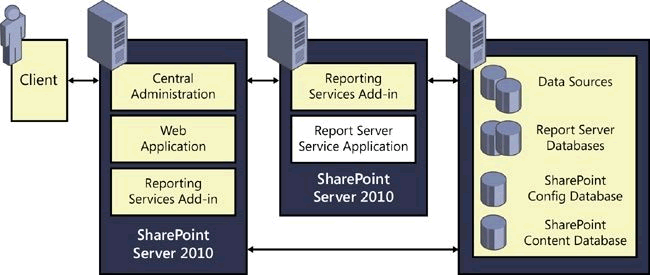 Client
Central
Administration
Web
Application
Reporting
Services Add-in
SharePoint
Server 2010
Reporting
Services Add-in
Report Server
Service Application
SharePoint
Server 2010
Data Sources
Report Server
Databases
SharePoint
Config Database
SharePoint
Content Database